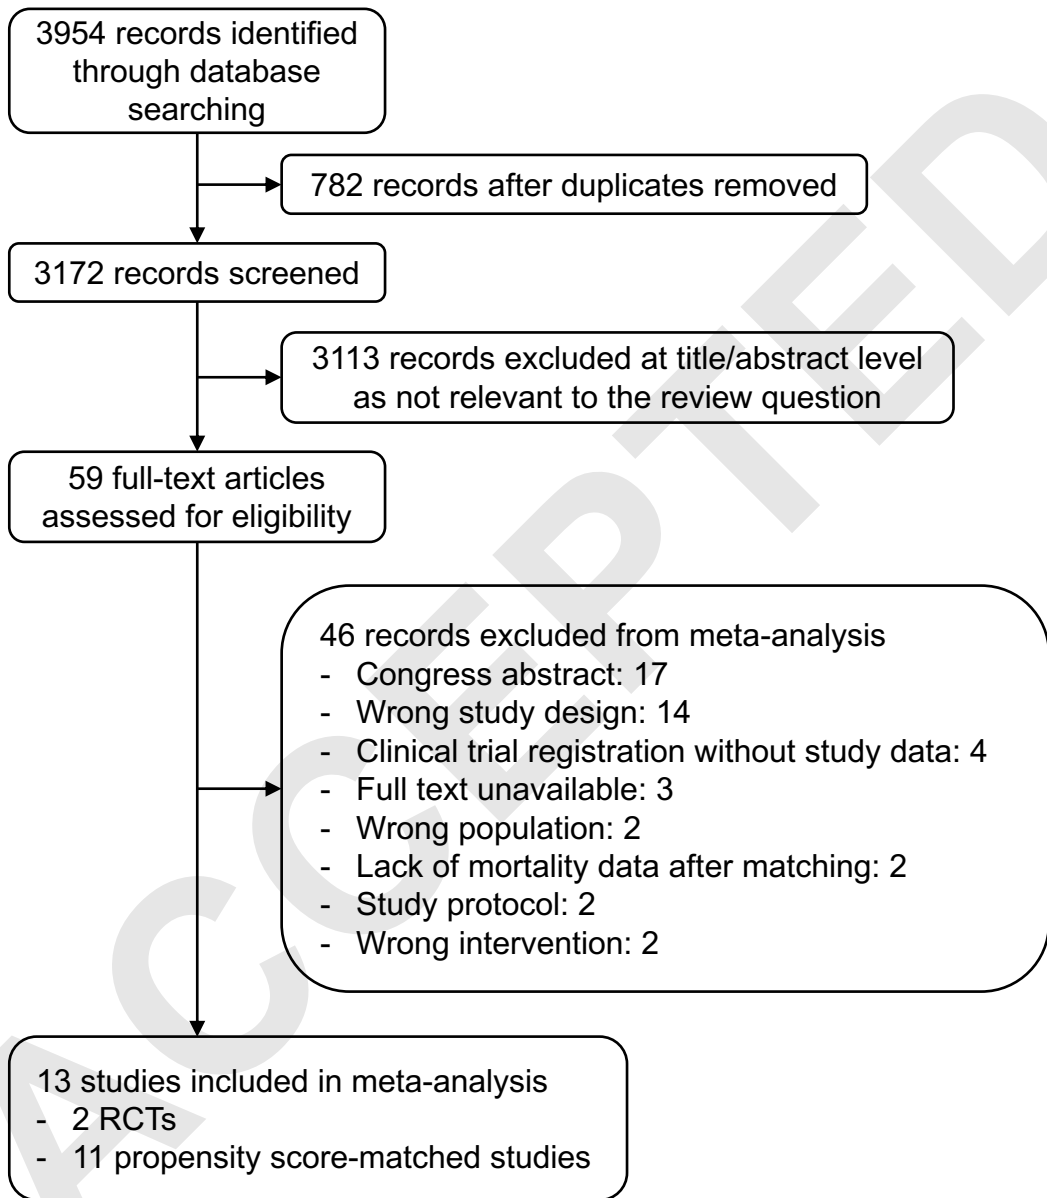 3954 records identified
through database
searching
782 records after duplicates removed
3172 records screened
3113 records excluded at title/abstract level
as not relevant to the review question
59 full-text articles
assessed for eligibility
46 records excluded from meta-analysis
- Congress abstract: 17
- Wrong study design: 14
- Clinical trial registration without study data: 4
- Full text unavailable: 3
- Wrong population: 2
- Lack of mortality data after matching: 2
- Study protocol: 2
- Wrong intervention: 2
13 studies included in meta-analysis
- 2 RCTs
- 11 propensity score-matched studies
ACCEPTED